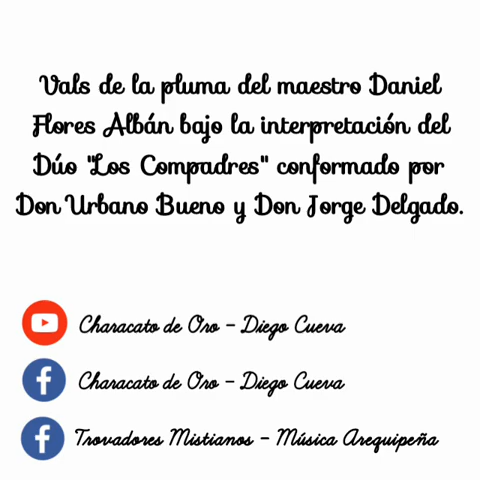 Vals de la pluma del maestro Daniel
Flores Albán bajo la interpretación del
Dúo "Los Compadres" conformado por
Don Urbano Bueno y Don Jorge Delgado.
Characato de Oro - Diego Cueva
Characato de Oro - Diego Cueva
Trovadores Mistianos - Música Arequipeña